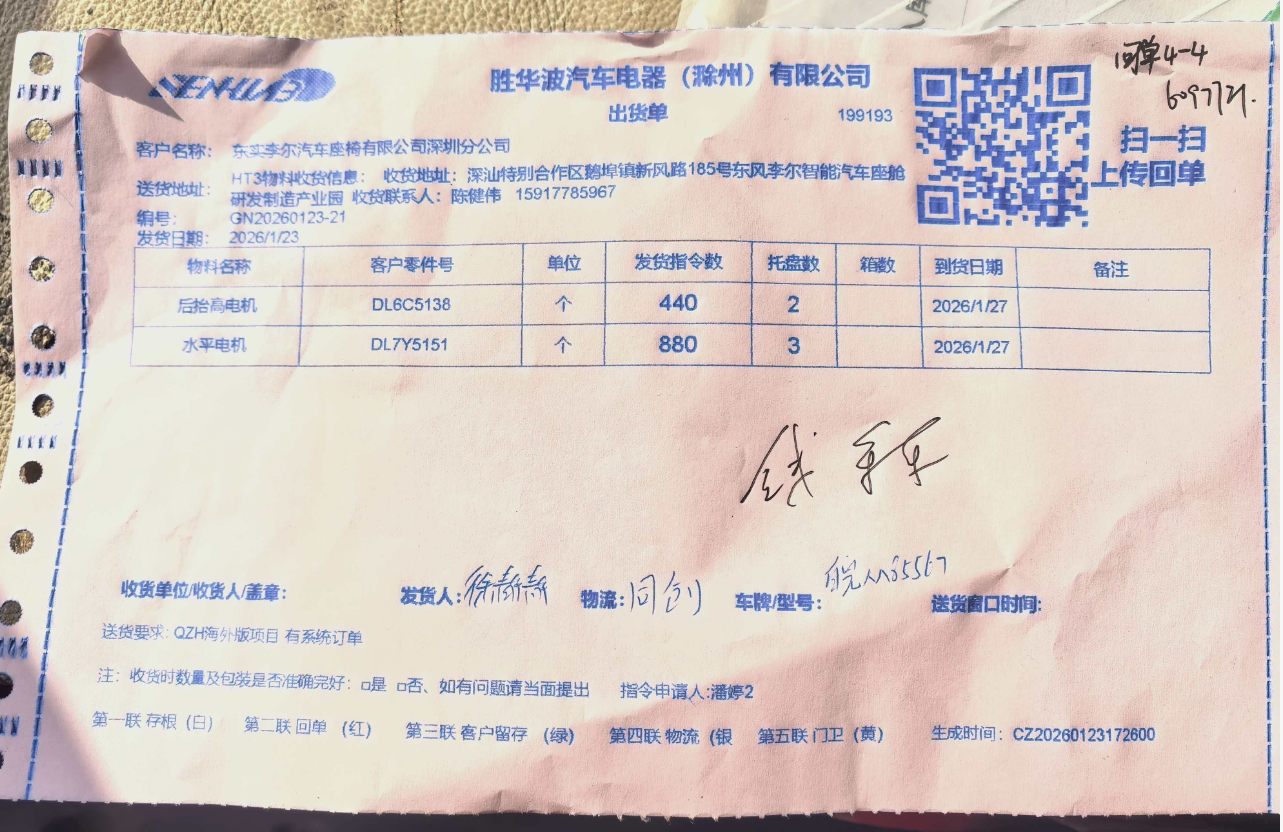 SHENHUABO
胜华波汽车电器（滁州）有限公司
出货单
199193
回单4-4
6097721.
扫一扫
上传回单
客户名称： 东实李尔汽车座椅有限公司深圳分公司
送货地址： HT3物料收货信息： 收货地址：深汕特别合作区鹅埠镇新风路185号东风李尔智能汽车座舱
研发制造产业园 收货联系人：陈健伟 15917785967
编号： GN20260123-21
发货日期： 2026/1/23
物料名称 客户零件号 单位 发货指令数 托盘数 箱数 到货日期 备注
后抬高电机 DL6C5138 个 440 2 2026/1/27
水平电机 DL7Y5151 个 880 3 2026/1/27
收货单位/收货人/盖章： 发货人：徐静静 物流：同创 车牌/型号： 送货窗口时间：
送货要求：QZH海外版项目 有系统订单
注：收货时数量及包装是否准确完好：□是 □否、如有问题请当面提出 指令申请人：潘婷2
第一联 存根（白） 第二联 回单 （红） 第三联 客户留存 （绿） 第四联 物流（银 第五联 门卫（黄） 生成时间：CZ20260123172600